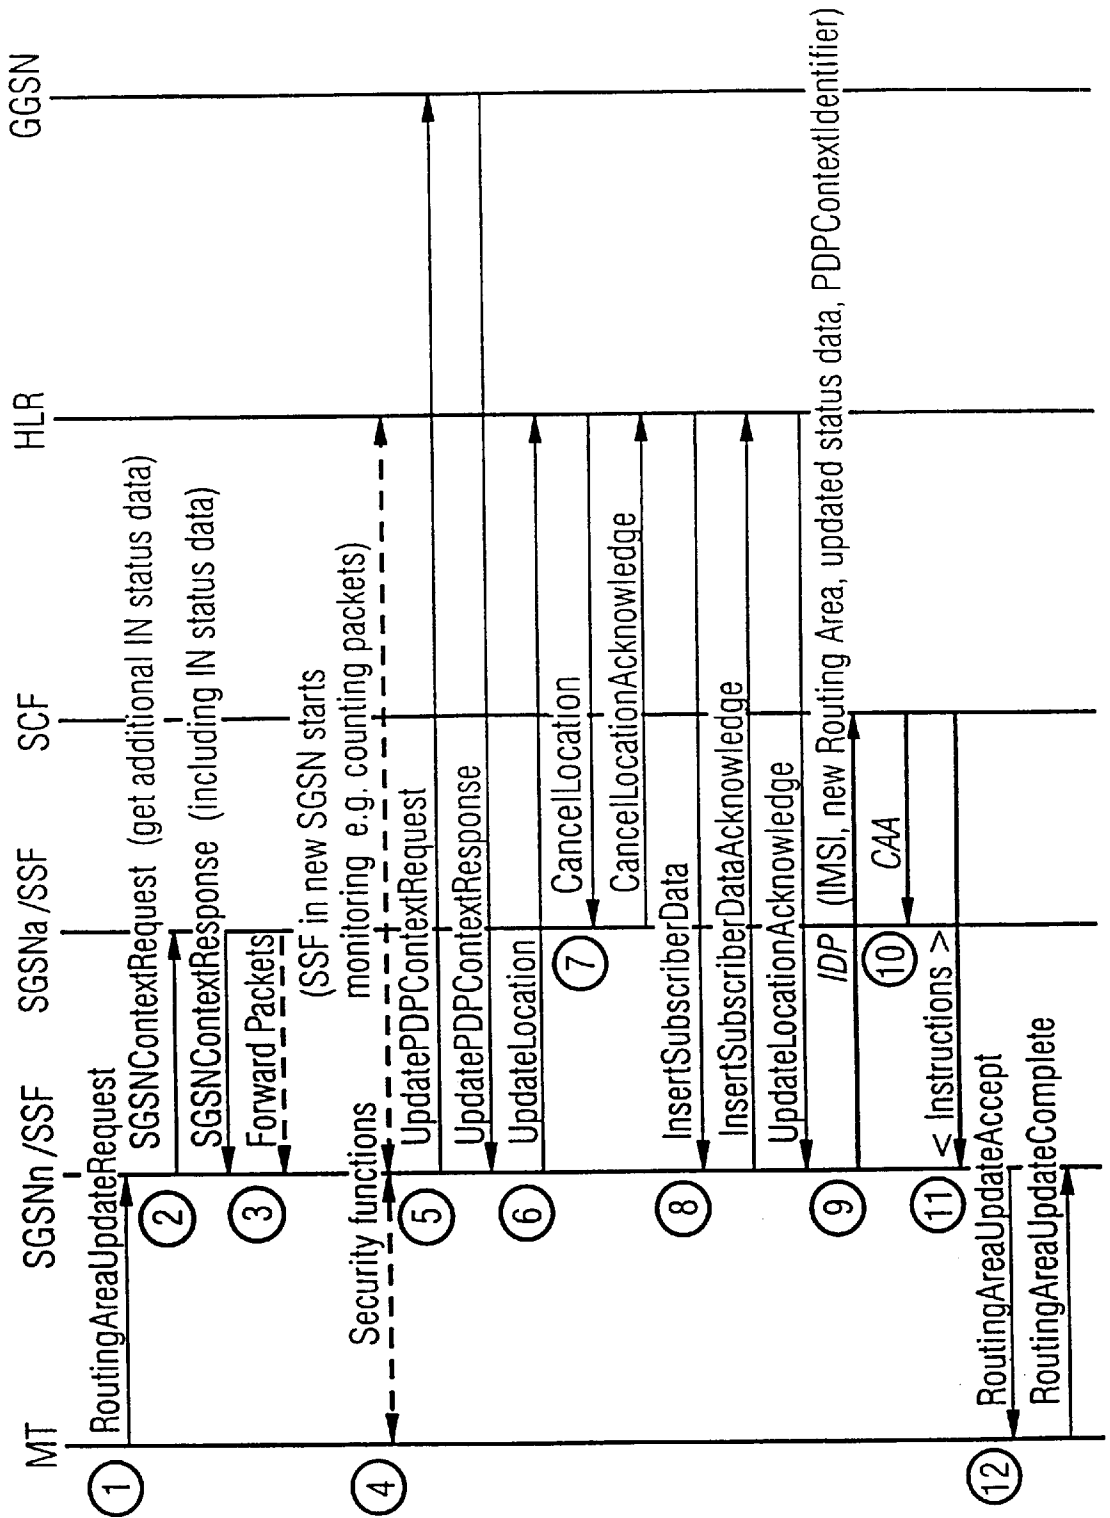 MT
SGSNn /SSF
SGSNa /SSF
SCF
HLR
GGSN
1
RoutingAreaUpdateRequest
2
SGSNContextRequest (get additional IN status data)
SGSNContextResponse (including IN status data)
3
Forward Packets
(SSF in new SGSN starts
monitoring e.g. counting packets)
4
Security functions
5
UpdatePDPContextRequest
UpdatePDPContextResponse
6
UpdateLocation
7
CancelLocation
CancelLocationAcknowledge
8
InsertSubscriberData
InsertSubscriberDataAcknowledge
UpdateLocationAcknowledge
9
IDP (IMSI, new Routing Area, updated status data, PDPContextIdentifier)
10
CAA
11
< Instructions >
12
RoutingAreaUpdateAccept
RoutingAreaUpdateComplete